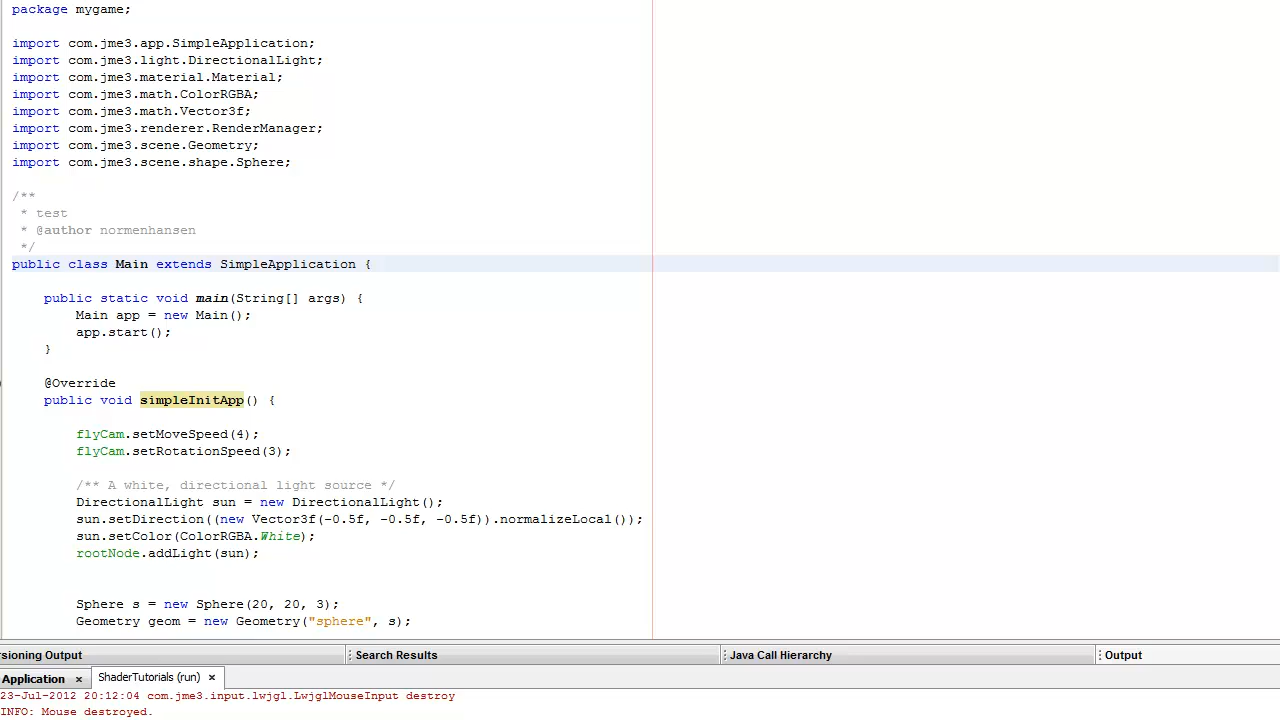 package mygame;
import com.jme3.app.SimpleApplication;
import com.jme3.light.DirectionalLight;
import com.jme3.material.Material;
import com.jme3.math.ColorRGBA;
import com.jme3.math.Vector3f;
import com.jme3.renderer.RenderManager;
import com.jme3.scene.Geometry;
import com.jme3.scene.shape.Sphere;
/**
* test
* @author normenhansen
*/
public class Main extends SimpleApplication {
public static void main(String[] args) {
Main app = new Main();
app.start();
}
@Override
public void simpleInitApp() {
flyCam.setMoveSpeed(4);
flyCam.setRotationSpeed(3);
/** A white, directional light source */
DirectionalLight sun = new DirectionalLight();
sun.setDirection((new Vector3f(-0.5f, -0.5f, -0.5f)).normalizeLocal());
sun.setColor(ColorRGBA.White);
rootNode.addLight(sun);
Sphere s = new Sphere(20, 20, 3);
Geometry geom = new Geometry("sphere", s);
sioning Output Search Results Java Call Hierarchy Output
Application × ShaderTutorials (run) ×
23-Jul-2012 20:12:04 com.jme3.input.lwjgl.LwjglMouseInput destroy
INFO: Mouse destroyed.